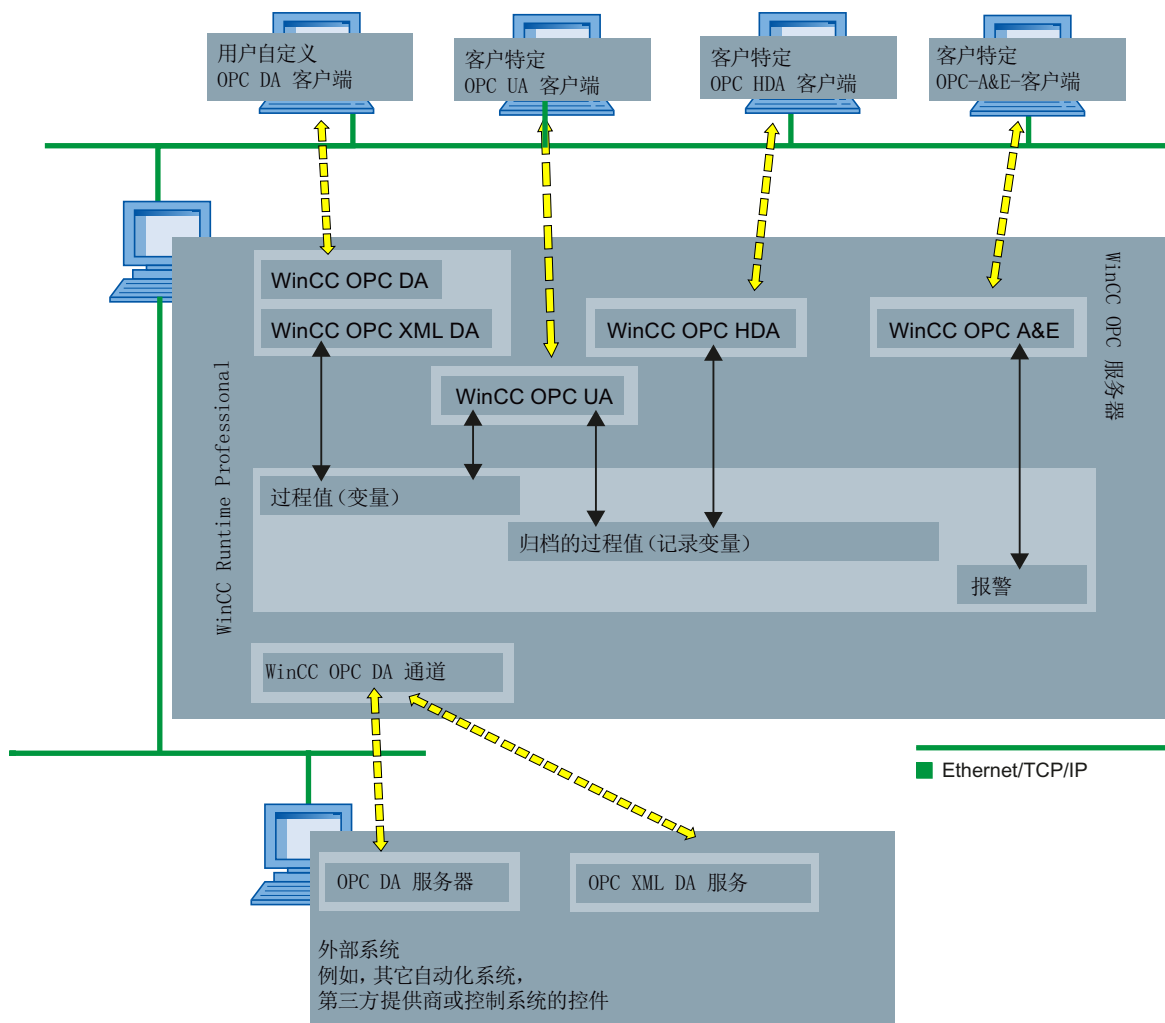 用户自定义
OPC DA 客户端
客户特定
OPC UA 客户端
客户特定
OPC HDA 客户端
客户特定
OPC-A&E-客户端
WinCC OPC DA
WinCC OPC XML DA
WinCC OPC HDA
WinCC OPC A&E
WinCC OPC 服务器
WinCC OPC UA
WinCC Runtime Professional
过程值(变量)
归档的过程值(记录变量)
报警
WinCC OPC DA 通道
Ethernet/TCP/IP
OPC DA 服务器
OPC XML DA 服务
外部系统
例如,其它自动化系统,
第三方提供商或控制系统的控件